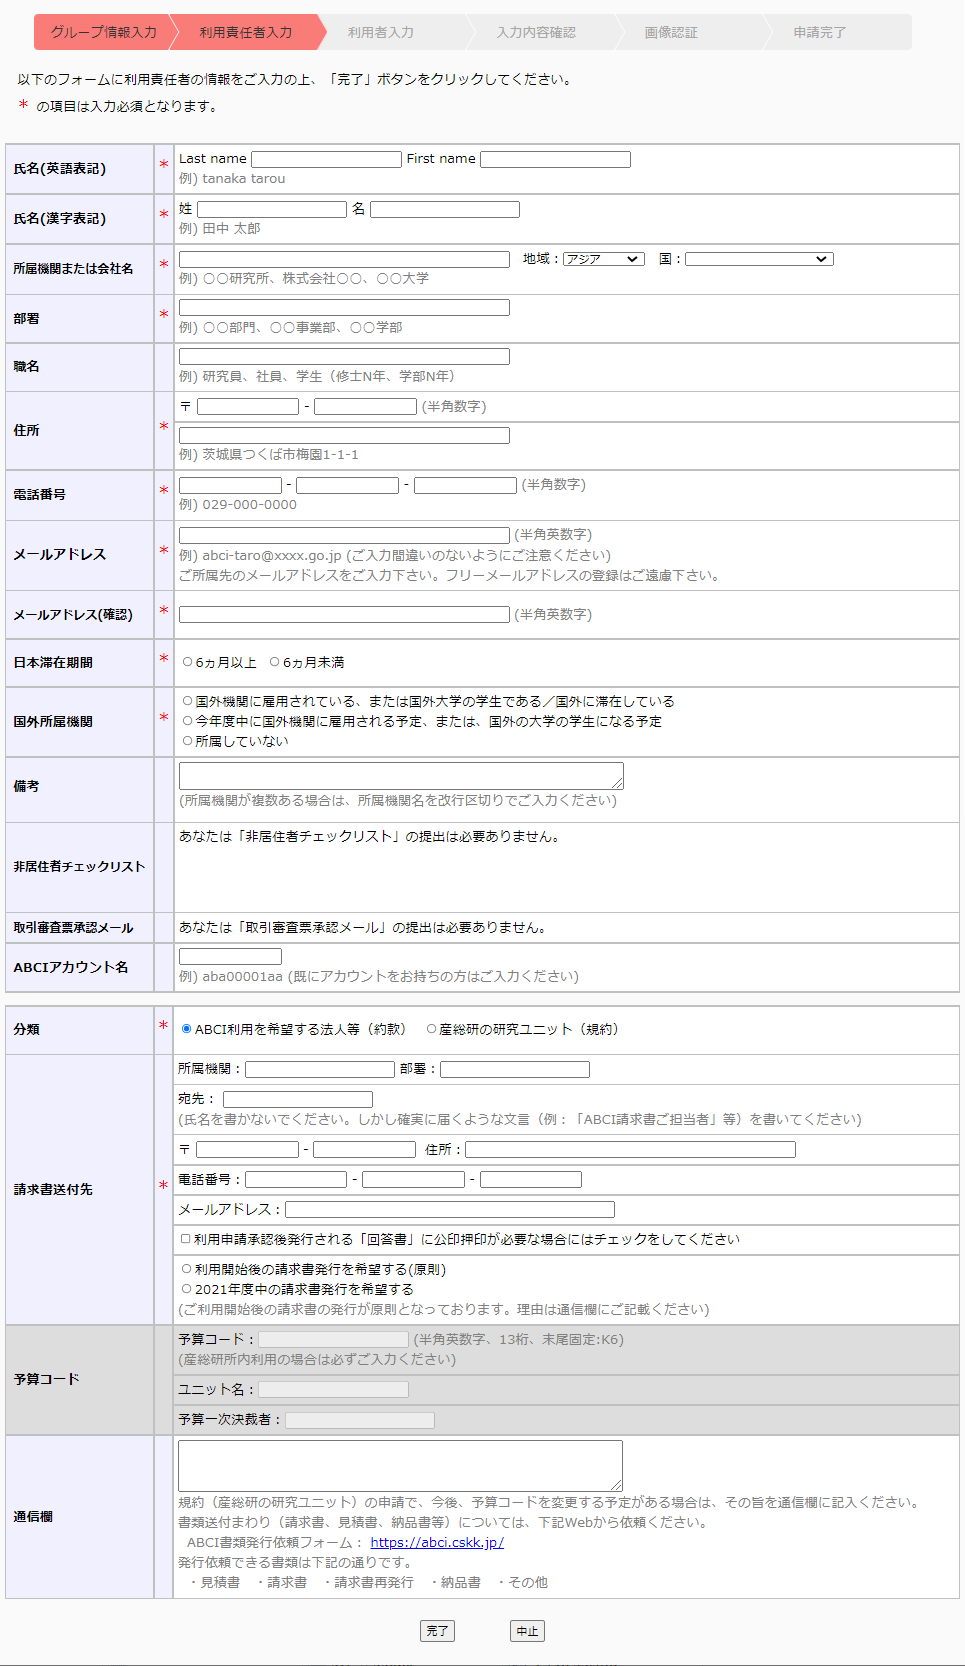 グループ情報入力 利用責任者入力 利用者入力 入力内容確認 画像認証 申請完了
以下のフォームに利用責任者の情報をご入力の上、「完了」ボタンをクリックしてください。
* の項目は入力必須となります。
氏名(英語表記) * Last name First name
例) tanaka tarou
氏名(漢字表記) * 姓 名
例) 田中 太郎
所属機関または会社名 * 地域：アジア 国：
例) ○○研究所、株式会社○○、○○大学
部署 *
例) ○○部門、○○事業部、○○学部
職名
例) 研究員、社員、学生（修士N年、学部N年）
住所 * 〒 - (半角数字)
例) 茨城県つくば市梅園1-1-1
電話番号 * - - (半角数字)
例) 029-000-0000
メールアドレス * (半角英数字)
例) abci-taro@xxxx.go.jp (ご入力間違いのないようにご注意ください)
ご所属先のメールアドレスをご入力下さい。フリーメールアドレスの登録はご遠慮下さい。
メールアドレス(確認) * (半角英数字)
日本滞在期間 * 6ヵ月以上 6ヵ月未満
国外所属機関 * 国外機関に雇用されている、または国外大学の学生である／国外に滞在している
今年度中に国外機関に雇用される予定、または、国外の大学の学生になる予定
所属していない
備考
(所属機関が複数ある場合は、所属機関名を改行区切りでご入力ください)
非居住者チェックリスト あなたは「非居住者チェックリスト」の提出は必要ありません。
取引審査票承認メール あなたは「取引審査票承認メール」の提出は必要ありません。
ABCIアカウント名
例) aba00001aa (既にアカウントをお持ちの方はご入力ください)
分類 * ABCI利用を希望する法人等（約款） 産総研の研究ユニット（規約）
請求書送付先 * 所属機関： 部署：
宛先：
(氏名を書かないでください。しかし確実に届くような文言（例：「ABCI請求書ご担当者」等）を書いてください)
〒 - 住所：
電話番号： - -
メールアドレス：
利用申請承認後発行される「回答書」に公印押印が必要な場合にはチェックをしてください
利用開始後の請求書発行を希望する(原則)
2021年度中の請求書発行を希望する
(ご利用開始後の請求書の発行が原則となっております。理由は通信欄にご記載ください)
予算コード 予算コード： (半角英数字、13桁、末尾固定:K6)
(産総研所内利用の場合は必ずご入力ください)
ユニット名：
予算一次決裁者：
通信欄
規約（産総研の研究ユニット）の申請で、今後、予算コードを変更する予定がある場合は、その旨を通信欄に記入ください。
書類送付まわり（請求書、見積書、納品書等）については、下記Webから依頼ください。
ABCI書類発行依頼フォーム： https://abci.cskk.jp/
発行依頼できる書類は下記の通りです。
・見積書 ・請求書 ・請求書再発行 ・納品書 ・その他
完了 中止